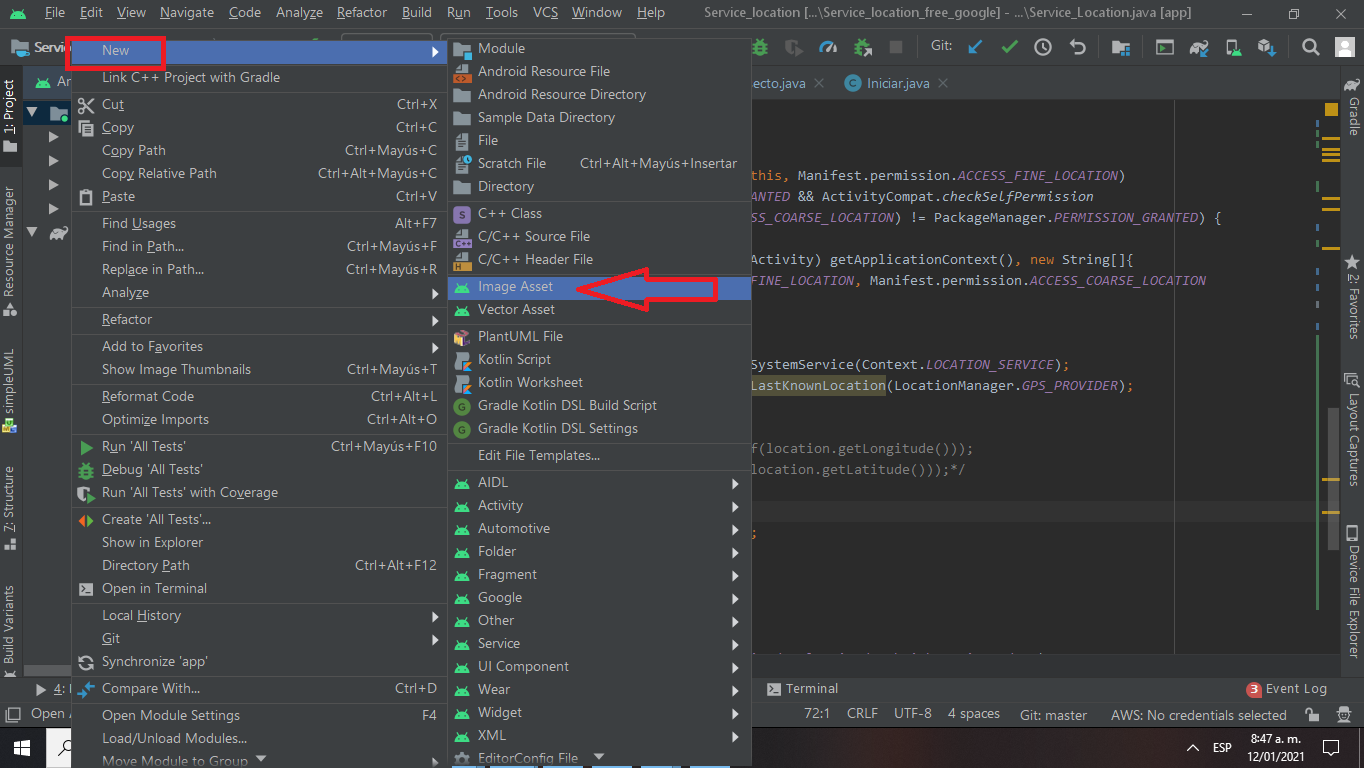 File Edit View Navigate Code Analyze Refactor Build Run Tools VCS Window Help Service_location [...\Service_location_free_google] - ...\Service_Location.java [app]
Git:
New
Link C++ Project with Gradle
Cut Ctrl+X
Copy Ctrl+C
Copy Path Ctrl+Mayús+C
Copy Relative Path Ctrl+Alt+Mayús+C
Paste Ctrl+V
Find Usages Alt+F7
Find in Path... Ctrl+Mayús+F
Replace in Path... Ctrl+Mayús+R
Analyze
Refactor
Add to Favorites
Show Image Thumbnails Ctrl+Mayús+T
Reformat Code Ctrl+Alt+L
Optimize Imports Ctrl+Alt+O
Run 'All Tests' Ctrl+Mayús+F10
Debug 'All Tests'
Run 'All Tests' with Coverage
Create 'All Tests'...
Show in Explorer
Directory Path Ctrl+Alt+F12
Open in Terminal
Local History
Git
Synchronize 'app'
Compare With... Ctrl+D
Open Module Settings F4
Load/Unload Modules...
Move Module to Group
Module
Android Resource File
Android Resource Directory
Sample Data Directory
File
Scratch File Ctrl+Alt+Mayús+Insertar
Directory
C++ Class
C/C++ Source File
C/C++ Header File
Image Asset
Vector Asset
PlantUML File
Kotlin Script
Kotlin Worksheet
Gradle Kotlin DSL Build Script
Gradle Kotlin DSL Settings
Edit File Templates...
AIDL
Activity
Automotive
Folder
Fragment
Google
Other
Service
UI Component
Wear
Widget
XML
EditorConfig File
ecto.java Iniciar.java
this, Manifest.permission.ACCESS_FINE_LOCATION)
ANTED && ActivityCompat.checkSelfPermission
SS_COARSE_LOCATION) != PackageManager.PERMISSION_GRANTED) {
Activity) getApplicationContext(), new String[]{
FINE_LOCATION, Manifest.permission.ACCESS_COARSE_LOCATION
SystemService(Context.LOCATION_SERVICE);
LastKnownLocation(LocationManager.GPS_PROVIDER);
f(location.getLongitude()));
location.getLatitude()));*/
;
1: Project
Resource Manager
simpleUML
7: Structure
Build Variants
Gradle
2: Favorites
Layout Captures
Device File Explorer
4:
Terminal
3 Event Log
Open
72:1 CRLF UTF-8 4 spaces Git: master AWS: No credentials selected
ESP
8:47 a. m.
12/01/2021